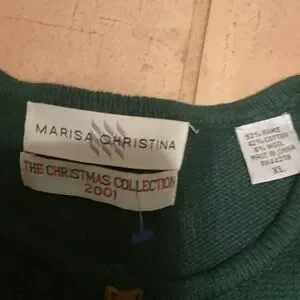 MARISA CHRISTINA
THE CHRISTMAS COLLECTION
2001
52% RAMIE
42% COTTON
6% WOOL
MADE IN CHINA
XL